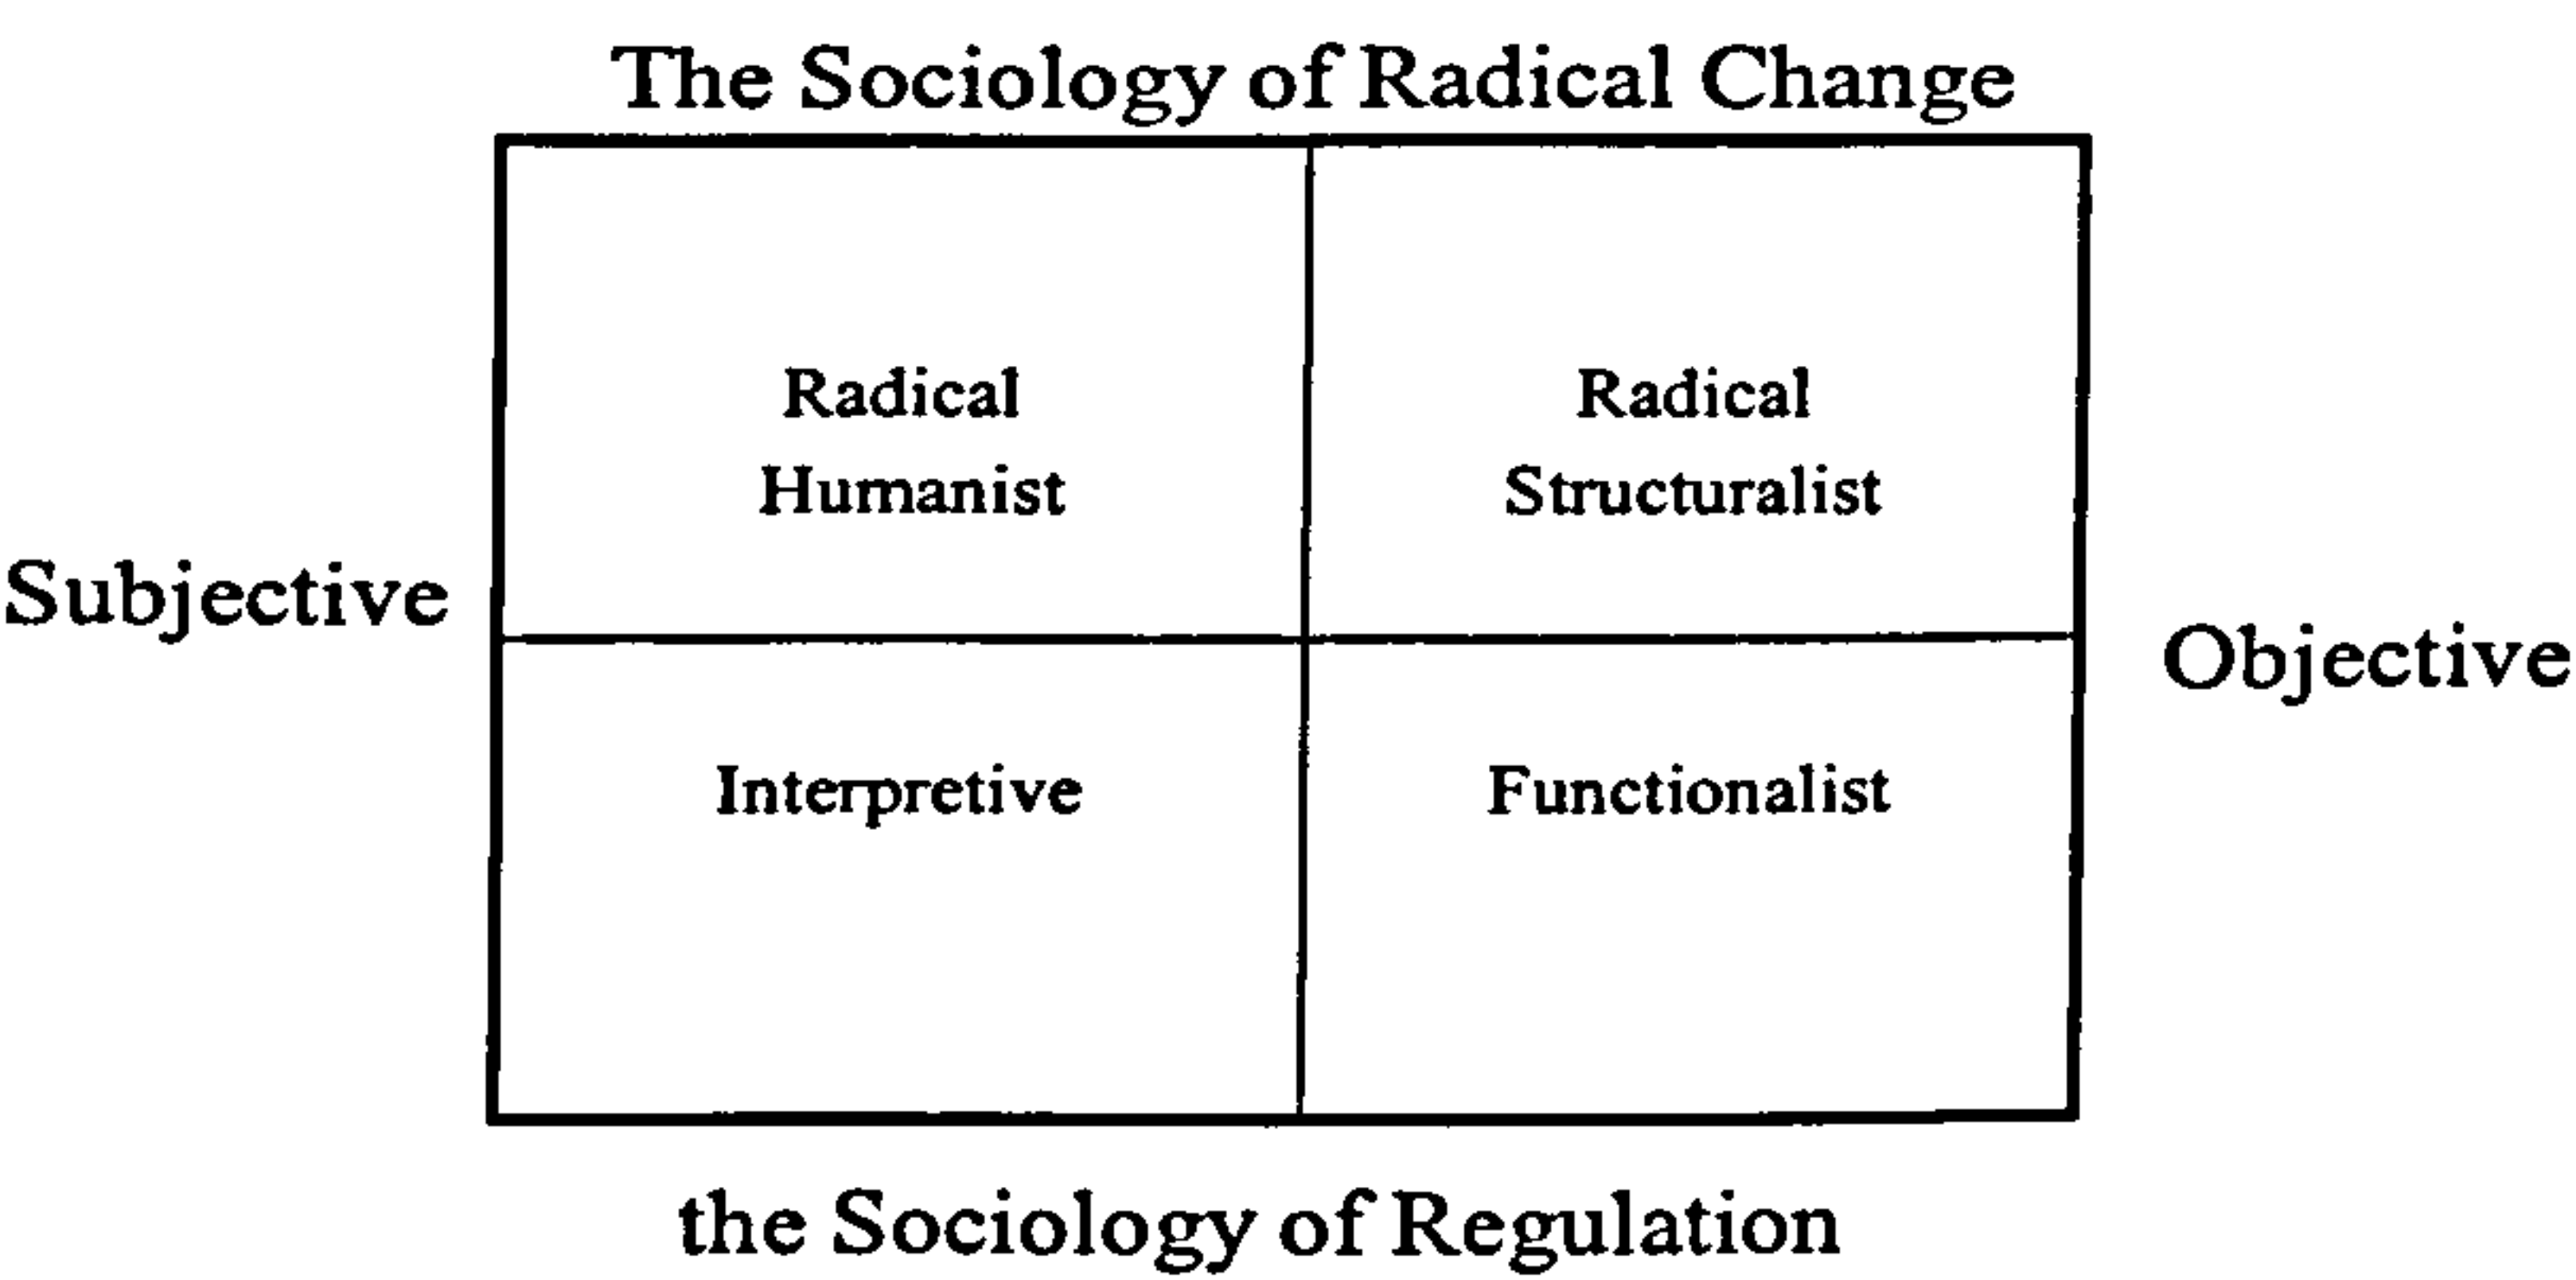 The Sociology of Radical Change
Radical
Humanist
Radical
Structuralist
Subjective
Objective
Interpretive
Functionalist
the Sociology of Regulation